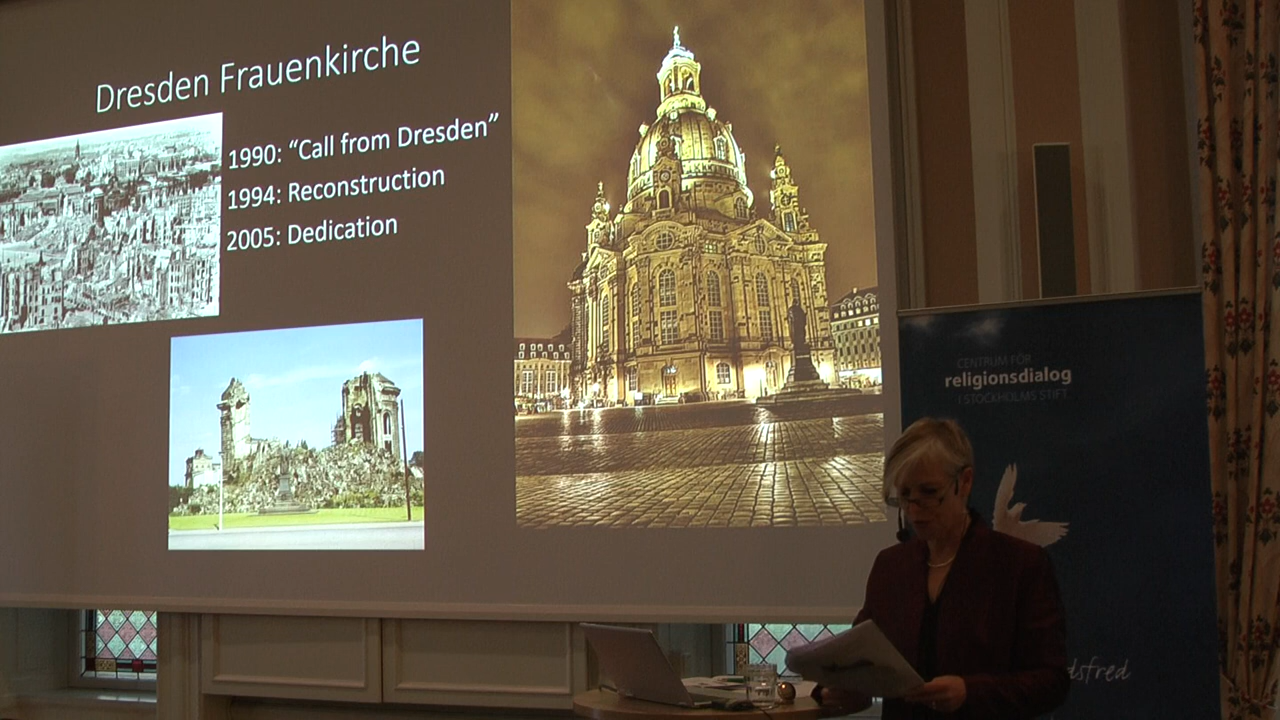 Dresden Frauenkirche
1990: “Call from Dresden”
1994: Reconstruction
2005: Dedication
CENTRUM FÖR
religionsdialog
I STOCKHOLMS STIFT